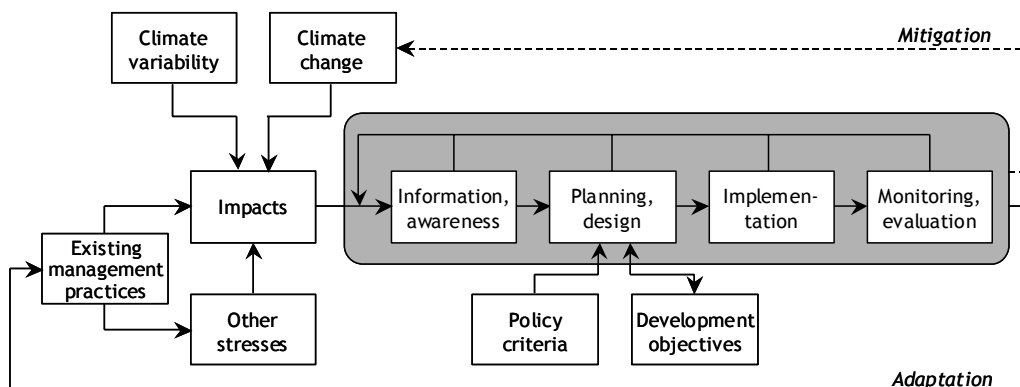 Climate
variability
Climate
change
Mitigation
Impacts
Information,
awareness
Planning,
design
Implemen-
tation
Monitoring,
evaluation
Existing
management
practices
Other
stresses
Policy
criteria
Development
objectives
Adaptation